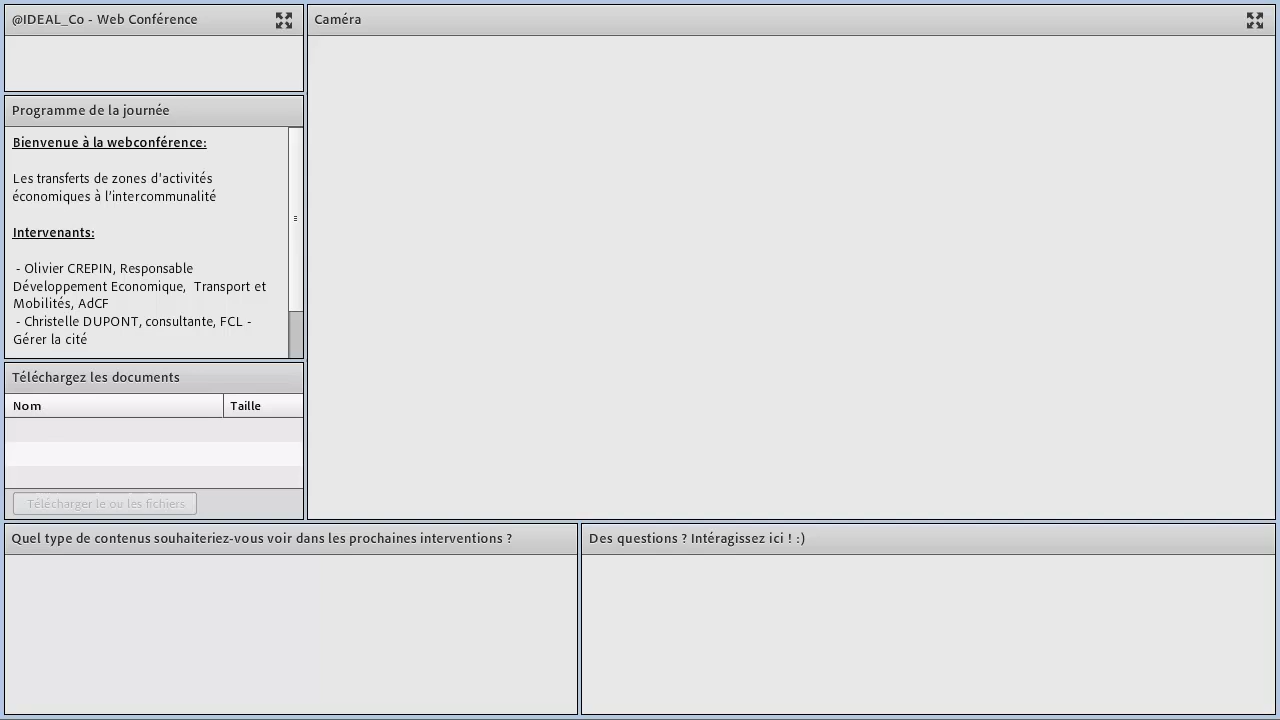 @IDEAL_Co - Web Conférence
Caméra
Programme de la journée
Bienvenue à la webconférence:
Les transferts de zones d'activités
économiques à l'intercommunalité
Intervenants:
- Olivier CREPIN, Responsable
Développement Economique,  Transport et
Mobilités, AdCF
- Christelle DUPONT, consultante, FCL -
Gérer la cité
Téléchargez les documents
Nom
Taille
Télécharger le ou les fichiers
Quel type de contenus souhaiteriez-vous voir dans les prochaines interventions ?
Des questions ? Intéragissez ici ! :)